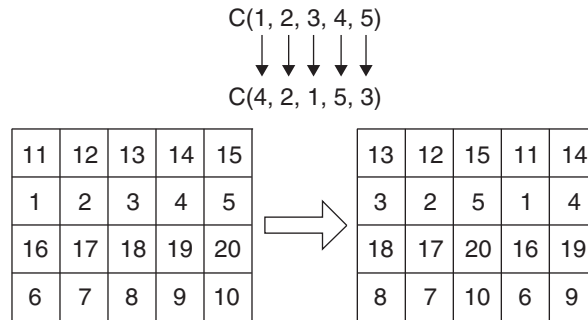 C(1, 2, 3, 4, 5)
C(4, 2, 1, 5, 3)
11 12 13 14 15
1 2 3 4 5
16 17 18 19 20
6 7 8 9 10
13 12 15 11 14
3 2 5 1 4
18 17 20 16 19
8 7 10 6 9